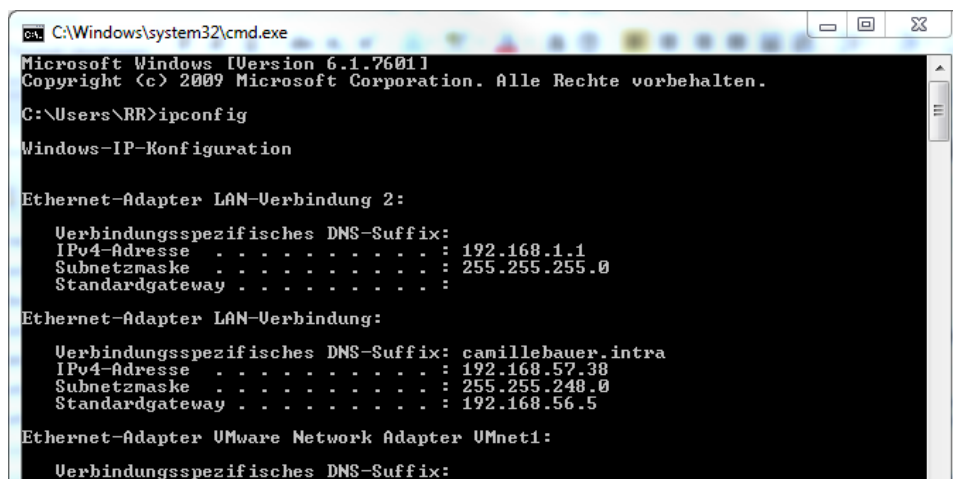 C:\Windows\system32\cmd.exe
Microsoft Windows [Version 6.1.7601]
Copyright (c) 2009 Microsoft Corporation. Alle Rechte vorbehalten.
C:\Users\RR>ipconfig
Windows-IP-Konfiguration
Ethernet-Adapter LAN-Verbindung 2:
Verbindungsspezifisches DNS-Suffix:
IPv4-Adresse . . . . . . . . . . : 192.168.1.1
Subnetzmaske . . . . . . . . . . : 255.255.255.0
Standardgateway . . . . . . . . . :
Ethernet-Adapter LAN-Verbindung:
Verbindungsspezifisches DNS-Suffix: camillebauer.intra
IPv4-Adresse . . . . . . . . . . : 192.168.57.38
Subnetzmaske . . . . . . . . . . : 255.255.248.0
Standardgateway . . . . . . . . . : 192.168.56.5
Ethernet-Adapter VMware Network Adapter VMnet1:
Verbindungsspezifisches DNS-Suffix: